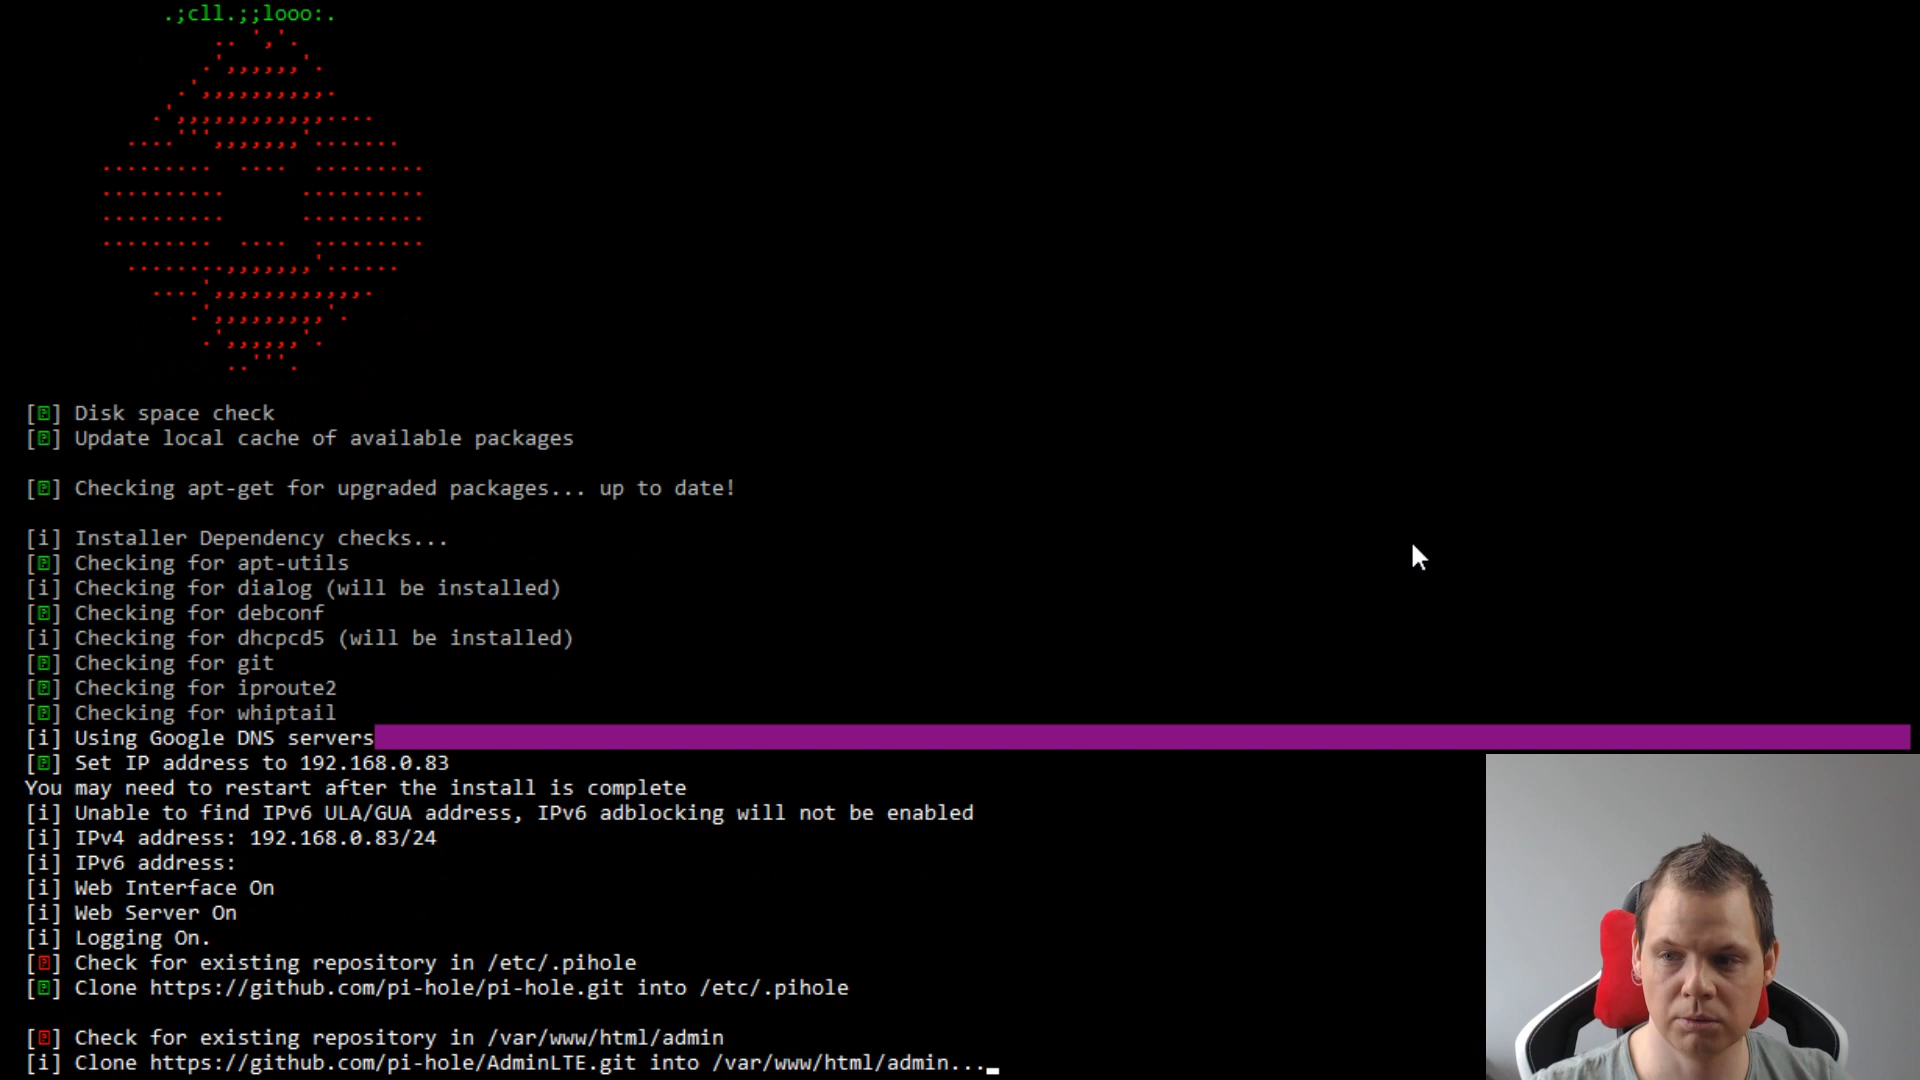 .;cll.;;looo:.
[✓] Disk space check
[✓] Update local cache of available packages
[✓] Checking apt-get for upgraded packages... up to date!
[i] Installer Dependency checks...
[✓] Checking for apt-utils
[i] Checking for dialog (will be installed)
[✓] Checking for debconf
[i] Checking for dhcpcd5 (will be installed)
[✓] Checking for git
[✓] Checking for iproute2
[✓] Checking for whiptail
[i] Using Google DNS servers
[✓] Set IP address to 192.168.0.83
You may need to restart after the install is complete
[i] Unable to find IPv6 ULA/GUA address, IPv6 adblocking will not be enabled
[i] IPv4 address: 192.168.0.83/24
[i] IPv6 address:
[i] Web Interface On
[i] Web Server On
[i] Logging On.
[?] Check for existing repository in /etc/.pihole
[?] Clone https://github.com/pi-hole/pi-hole.git into /etc/.pihole
[?] Check for existing repository in /var/www/html/admin
[i] Clone https://github.com/pi-hole/AdminLTE.git into /var/www/html/admin...